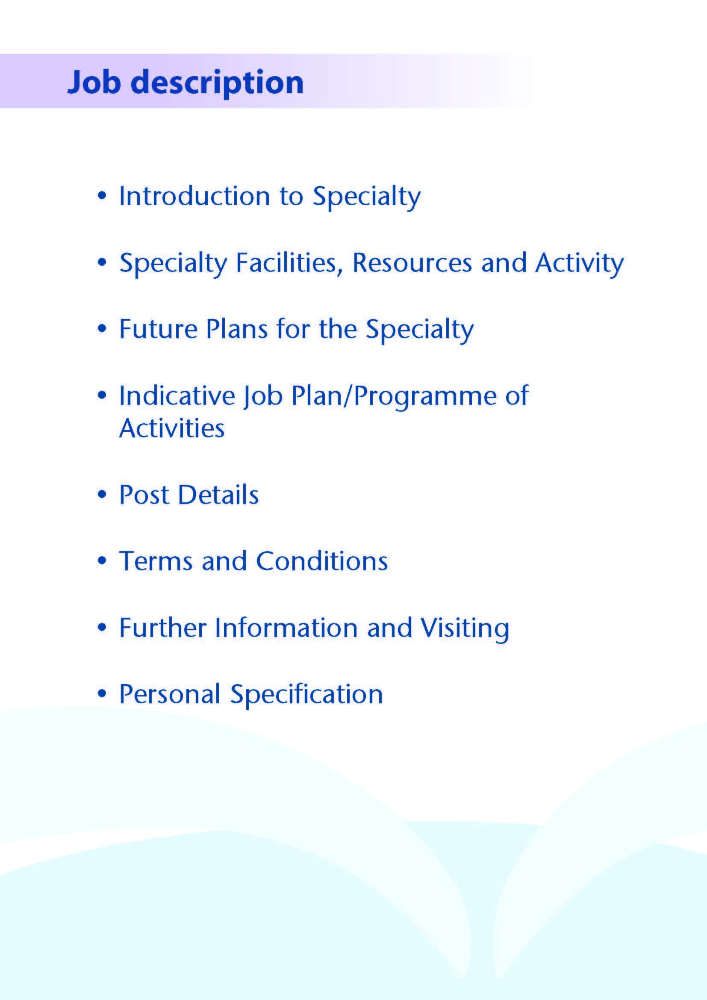 Job description
• Introduction to Specialty
• Specialty Facilities, Resources and Activity
• Future Plans for the Specialty
• Indicative Job Plan/Programme of
Activities
• Post Details
• Terms and Conditions
• Further Information and Visiting
• Personal Specification